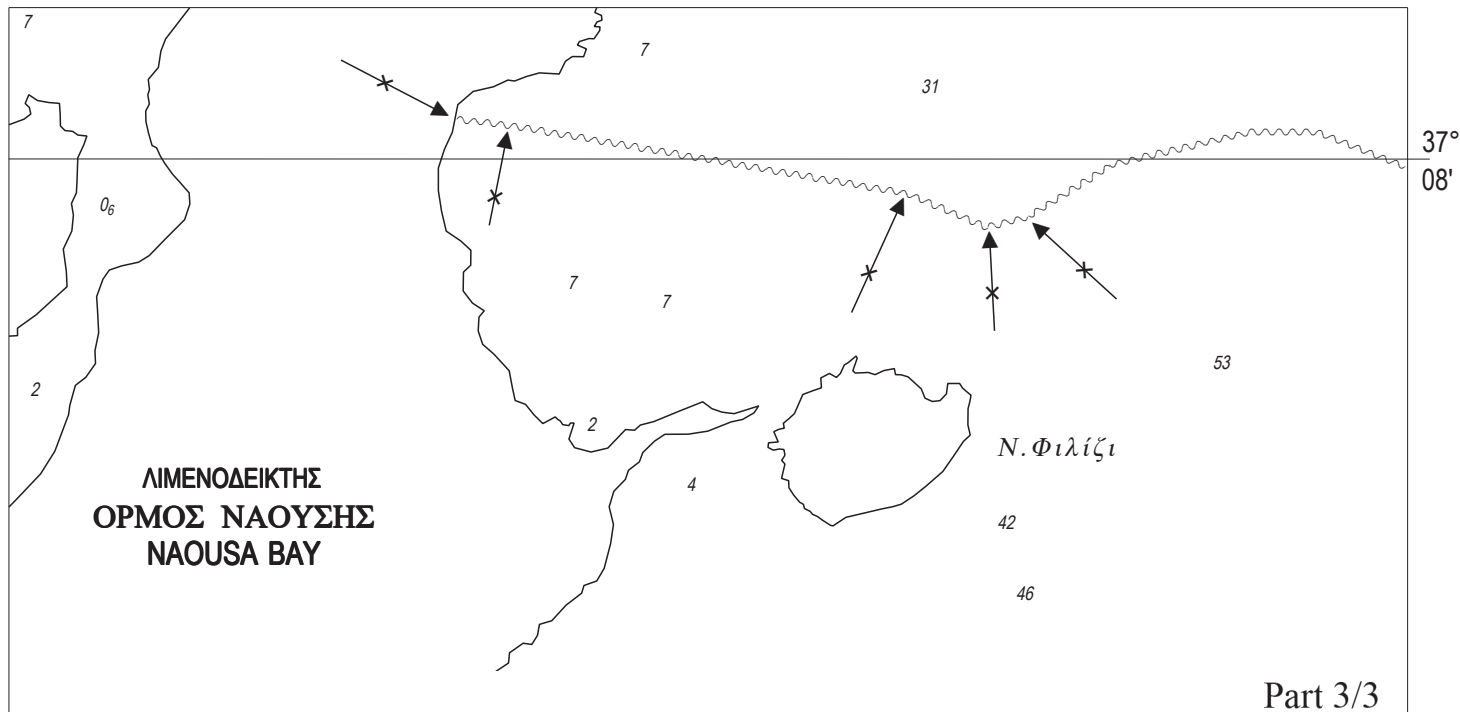 7
7
31
37°
08'
0₆
7
7
53
2
2
Ν. Φιλίζι
ΛΙΜΕΝΟΔΕΙΚΤΗΣ
4
ΟΡΜΟΣ ΝΑΟΥΣΗΣ
42
NAOUSA BAY
46
Part 3/3